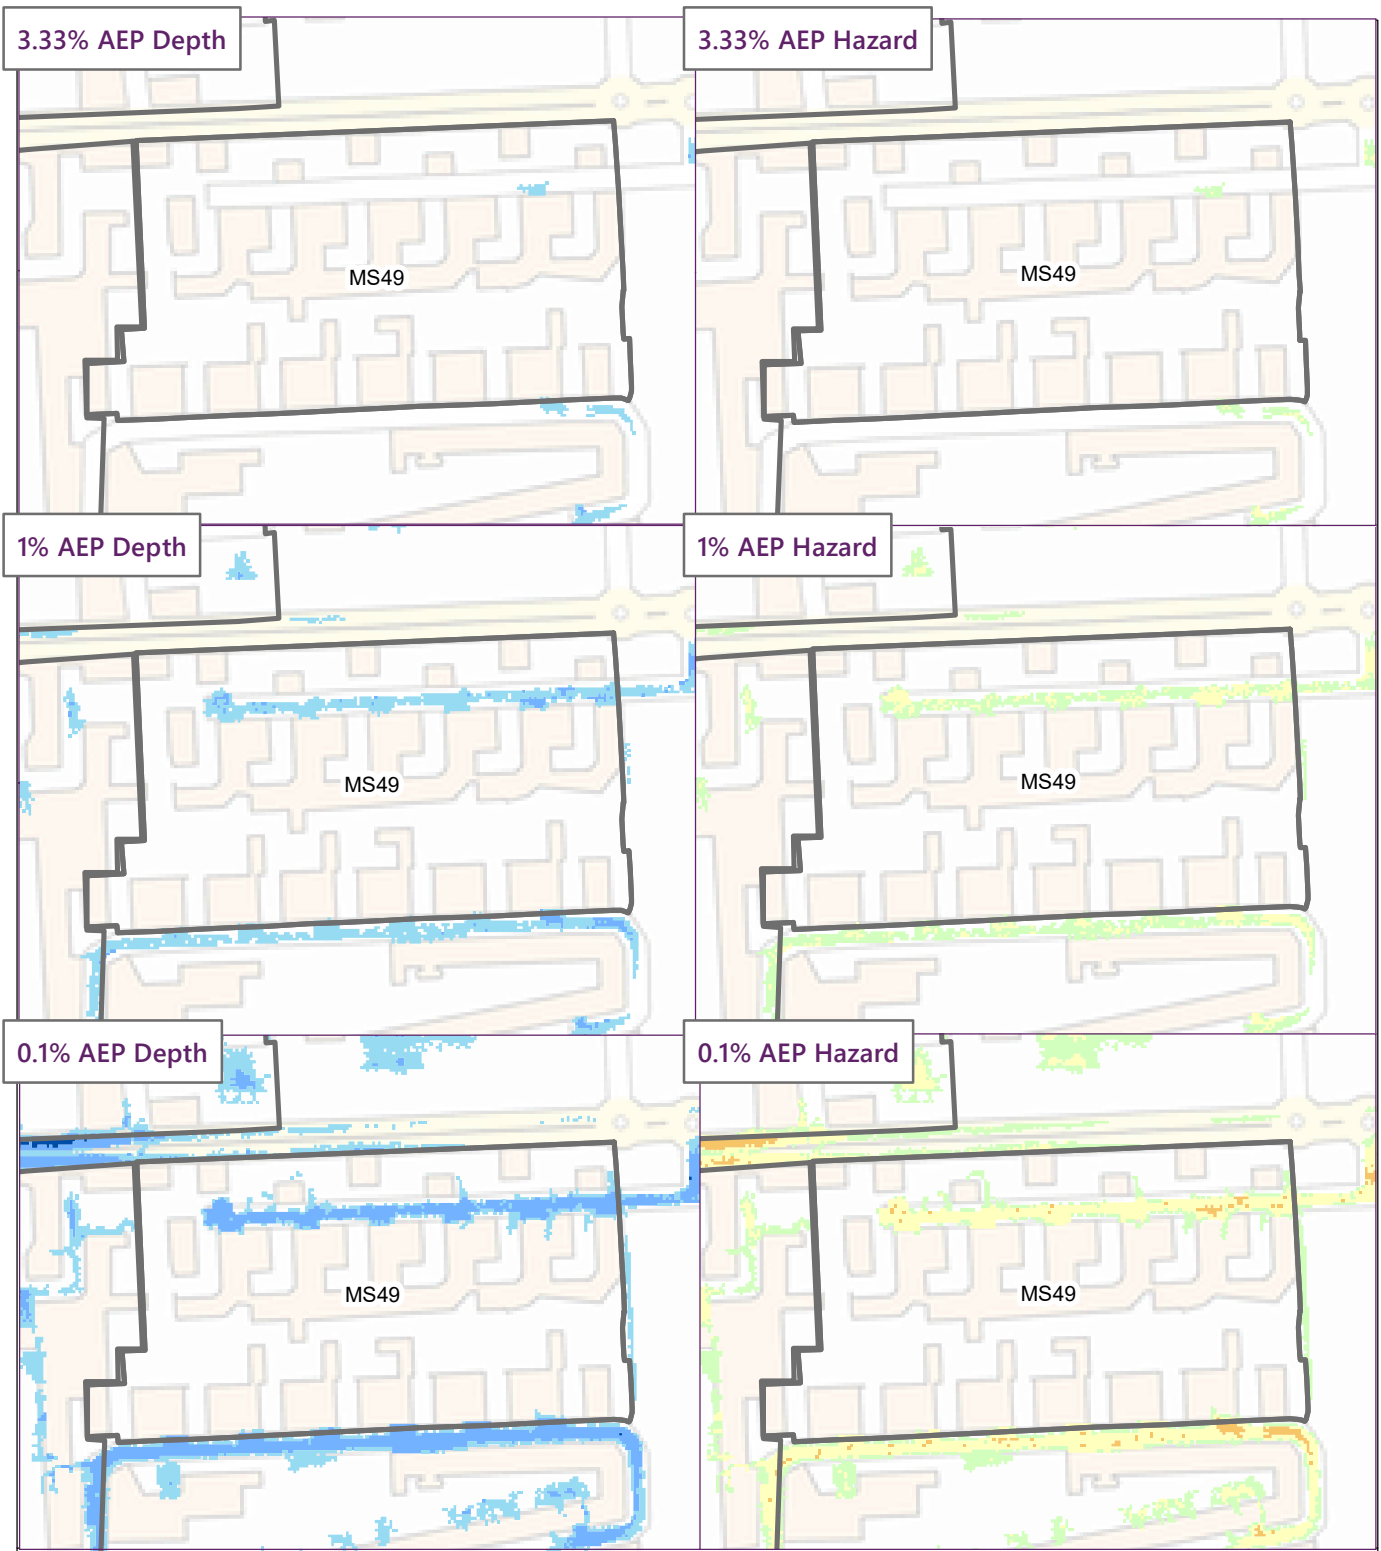 3.33% AEP Depth
3.33% AEP Hazard
MS49
MS49
1% AEP Depth
1% AEP Hazard
MS49
MS49
0.1% AEP Depth
0.1% AEP Hazard
MS49
MS49